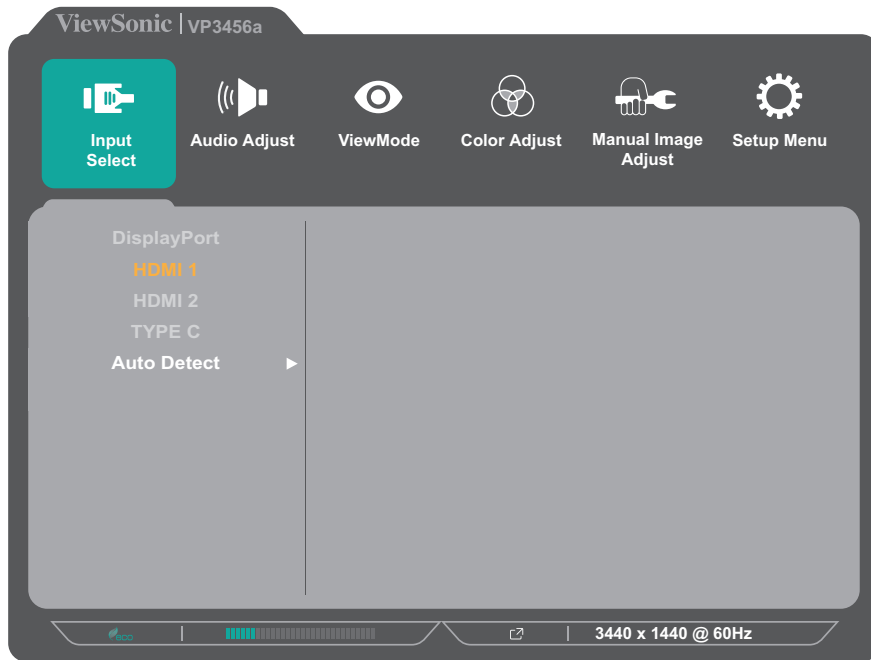 ViewSonic VP3456a
Input Select
Audio Adjust
ViewMode
Color Adjust
Manual Image Adjust
Setup Menu
DisplayPort
HDMI 1
HDMI 2
TYPE C
Auto Detect
eco
3440 x 1440 @ 60Hz